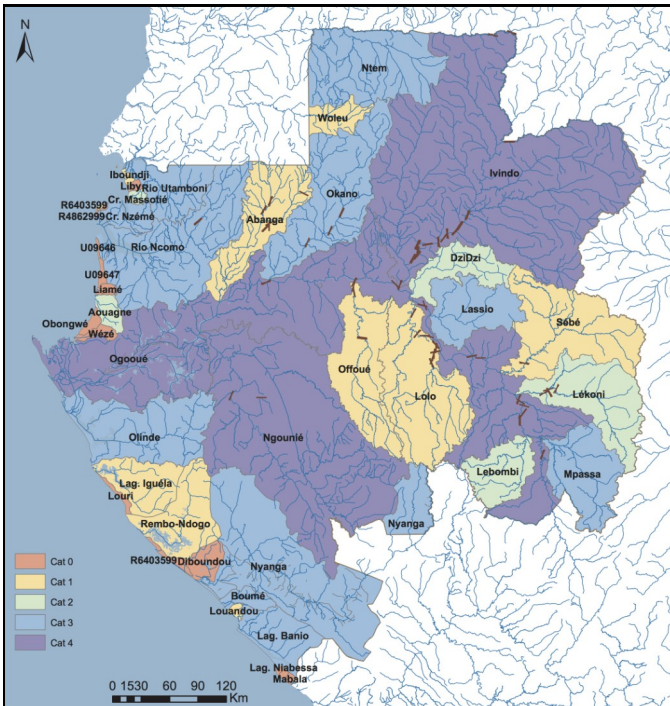 N
Ntem
Woleu
Ivindo
Iboundji
Liby Rio Utamboni
Okano
Cr. Massotié
R6403599
Abanga
R4862999 Cr. Nzémé
U09646
Rio Ncomo
DziDzi
U09647
Liamé
Lassio
Aouagne
Sébé
Obongwé
Wézé
Ogooué
Offoué
Lolo
Lékoni
Olinde
Ngounié
Lebombi
Mpassa
Lag. Iguéla
Louri
Rembo-Ndogo
Nyanga
R6403599 Diboundou
Nyanga
Cat 0
Cat 1
Boumé
Cat 2
Louandou
Cat 3
Lag. Banio
Cat 4
Lag. Niabessa
Mabala
0 1530 60 90 120
Km